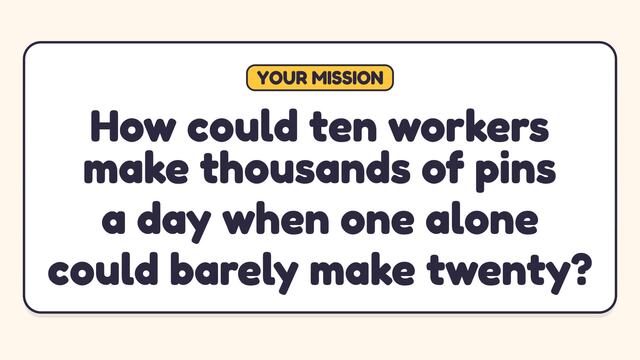 YOUR MISSION
How could ten workers
make thousands of pins
a day when one alone
could barely make twenty?